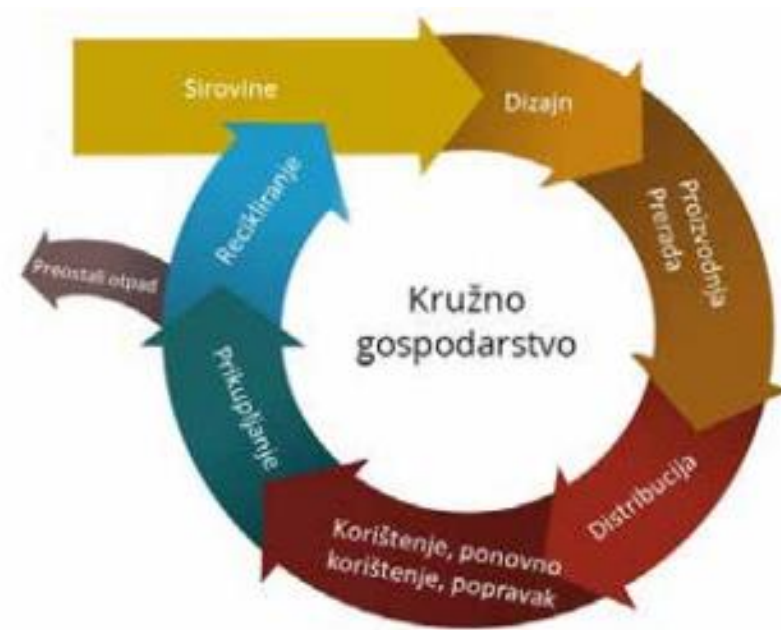 Sirovine
Dizajn
Proizvodnja
Prerada
Distribucija
Korištenje, ponovno
korištenje, popravak
Prikupljanje
Recikliranje
Preostali otpad
Kružno
gospodarstvo